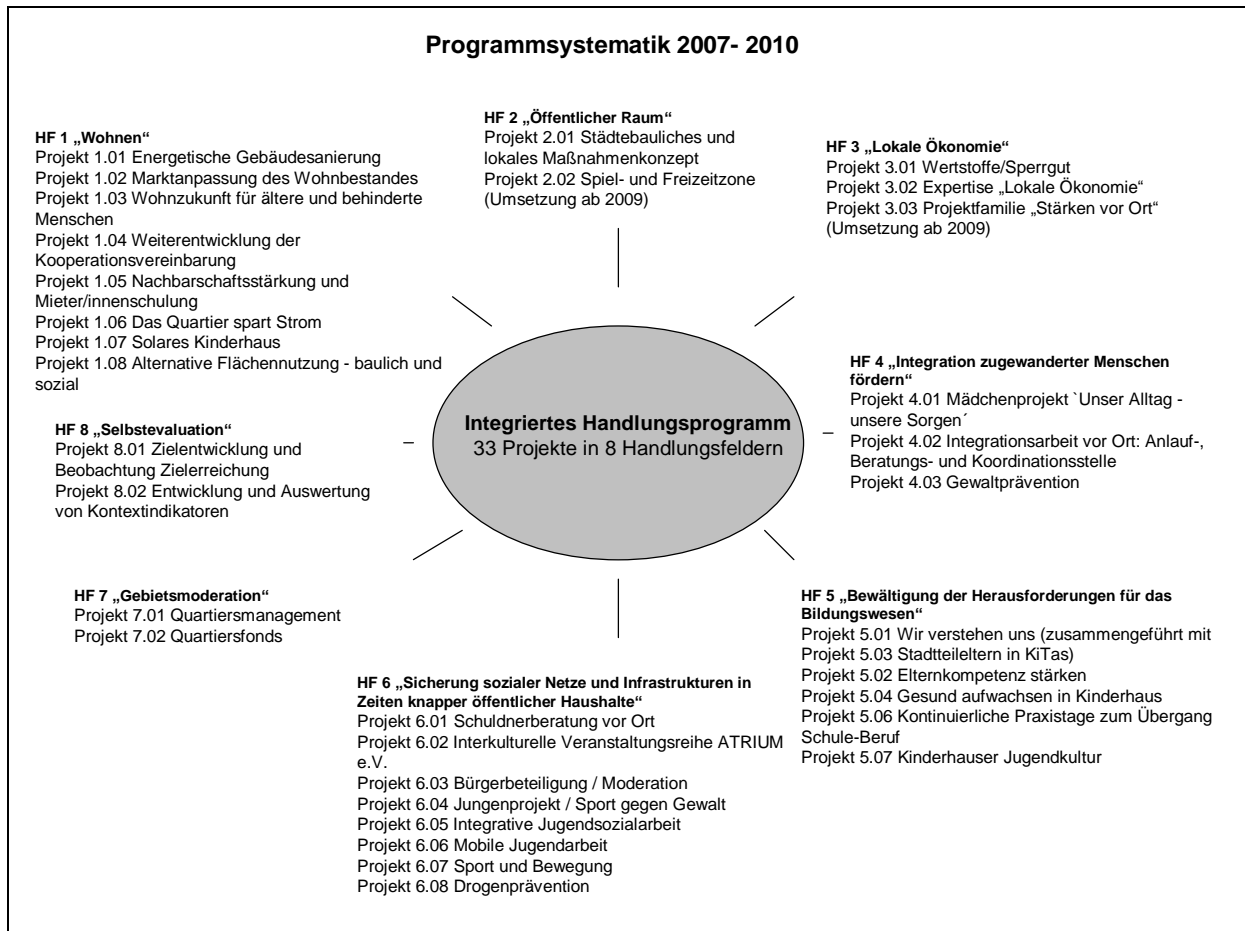 Programmsystematik 2007- 2010
HF 1 „Wohnen“
Projekt 1.01 Energetische Gebäudesanierung
Projekt 1.02 Marktanpassung des Wohnbestandes
Projekt 1.03 Wohnzukunft für ältere und behinderte
Menschen
Projekt 1.04 Weiterentwicklung der
Kooperationsvereinbarung
Projekt 1.05 Nachbarschaftsstärkung und
Mieter/innenschulung
Projekt 1.06 Das Quartier spart Strom
Projekt 1.07 Solares Kinderhaus
Projekt 1.08 Alternative Flächennutzung - baulich und
sozial
HF 2 „Öffentlicher Raum“
Projekt 2.01 Städtebauliches und
lokales Maßnahmenkonzept
Projekt 2.02 Spiel- und Freizeitzone
(Umsetzung ab 2009)
HF 3 „Lokale Ökonomie“
Projekt 3.01 Wertstoffe/Sperrgut
Projekt 3.02 Expertise „Lokale Ökonomie“
Projekt 3.03 Projektfamilie „Stärken vor Ort“
(Umsetzung ab 2009)
HF 4 „Integration zugewanderter Menschen
fördern“
Projekt 4.01 Mädchenprojekt `Unser Alltag -
unsere Sorgen´
Projekt 4.02 Integrationsarbeit vor Ort: Anlauf-,
Beratungs- und Koordinationsstelle
Projekt 4.03 Gewaltprävention
Integriertes Handlungsprogramm
33 Projekte in 8 Handlungsfeldern
HF 8 „Selbstevaluation“
Projekt 8.01 Zielentwicklung und
Beobachtung Zielerreichung
Projekt 8.02 Entwicklung und Auswertung
von Kontextindikatoren
HF 7 „Gebietsmoderation“
Projekt 7.01 Quartiersmanagement
Projekt 7.02 Quartiersfonds
HF 6 „Sicherung sozialer Netze und Infrastrukturen in
Zeiten knapper öffentlicher Haushalte“
Projekt 6.01 Schuldnerberatung vor Ort
Projekt 6.02 Interkulturelle Veranstaltungsreihe ATRIUM
e.V.
Projekt 6.03 Bürgerbeteiligung / Moderation
Projekt 6.04 Jungenprojekt / Sport gegen Gewalt
Projekt 6.05 Integrative Jugendsozialarbeit
Projekt 6.06 Mobile Jugendarbeit
Projekt 6.07 Sport und Bewegung
Projekt 6.08 Drogenprävention
HF 5 „Bewältigung der Herausforderungen für das
Bildungswesen“
Projekt 5.01 Wir verstehen uns (zusammengeführt mit
Projekt 5.03 Stadtteileltern in KiTas)
Projekt 5.02 Elternkompetenz stärken
Projekt 5.04 Gesund aufwachsen in Kinderhaus
Projekt 5.06 Kontinuierliche Praxistage zum Übergang
Schule-Beruf
Projekt 5.07 Kinderhauser Jugendkultur